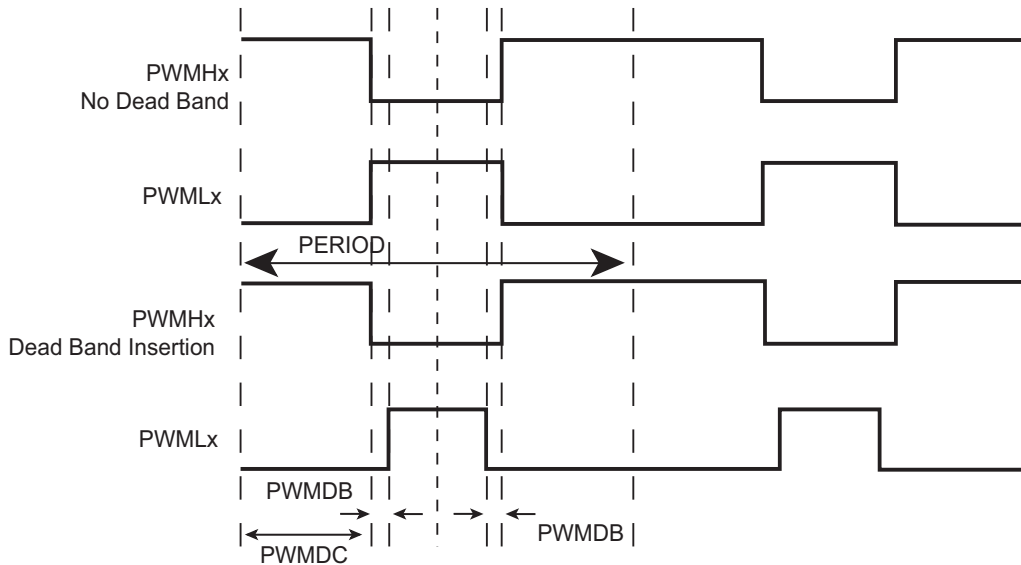 PWMHx
No Dead Band
PWMLx
PERIOD
PWMHx
Dead Band Insertion
PWMLx
PWMDB
PWMDB
PWMDC